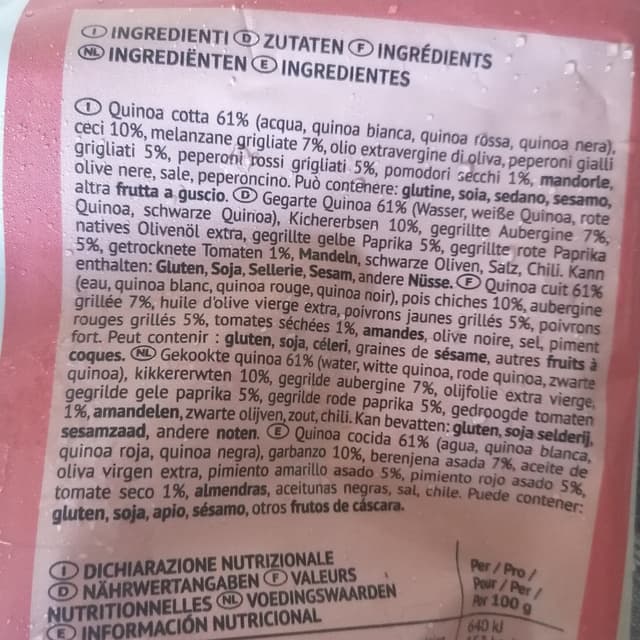 Ⓘ INGREDIENTI Ⓓ ZUTATEN Ⓕ INGRÉDIENTS
ⓃⓁ INGREDIËNTEN Ⓔ INGREDIENTES
Ⓘ Quinoa cotta 61% (acqua, quinoa bianca, quinoa rossa, quinoa nera),
ceci 10%, melanzane grigliate 7%, olio extravergine di oliva, peperoni gialli
grigliati 5%, peperoni rossi grigliati 5%, pomodori secchi 1%, mandorle,
olive nere, sale, peperoncino. Può contenere: glutine, soia, sedano, sesamo,
altra frutta a guscio. Ⓓ Gegarte Quinoa 61% (Wasser, weiße Quinoa, rote
Quinoa, schwarze Quinoa), Kichererbsen 10%, gegrillte Aubergine 7%,
natives Olivenöl extra, gegrillte gelbe Paprika 5%, gegrillte rote Paprika
5%, getrocknete Tomaten 1%, Mandeln, schwarze Oliven, Salz, Chili. Kann
enthalten: Gluten, Soja, Sellerie, Sesam, andere Nüsse. Ⓕ Quinoa cuit 61%
(eau, quinoa blanc, quinoa rouge, quinoa noir), pois chiches 10%, aubergine
grillée 7%, huile d'olive vierge extra, poivrons jaunes grillés 5%, poivrons
rouges grillés 5%, tomates séchées 1%, amandes, olive noire, sel, piment
fort. Peut contenir : gluten, soja, céleri, graines de sésame, autres fruits à
coques. ⓃⓁ Gekookte quinoa 61% (water, witte quinoa, rode quinoa, zwarte
quinoa), kikkererwten 10%, gegrilde aubergine 7%, olijfolie extra vierge,
gegrilde gele paprika 5%, gegrilde rode paprika 5%, gedroogde tomaten
1%, amandelen, zwarte olijven, zout, chili. Kan bevatten: gluten, soja selderij,
sesamzaad, andere noten. Ⓔ Quinoa cocida 61% (agua, quinoa blanca,
quinoa roja, quinoa negra), garbanzo 10%, berenjena asada 7%, aceite de
oliva virgen extra, pimiento amarillo asado 5%, pimiento rojo asado 5%,
tomate seco 1%, almendras, aceitunas negras, sal, chile. Puede contener:
gluten, soja, apio, sésamo, otros frutos de cáscara.
Ⓘ DICHIARAZIONE NUTRIZIONALE
Ⓓ NÄHRWERTANGABEN Ⓕ VALEURS
NUTRITIONNELLES ⓃⓁ VOEDINGSWAARDEN
Ⓔ INFORMACIÓN NUTRICIONAL
Per / Pro /
Pour / Per /
Por 100 g
640 kJ